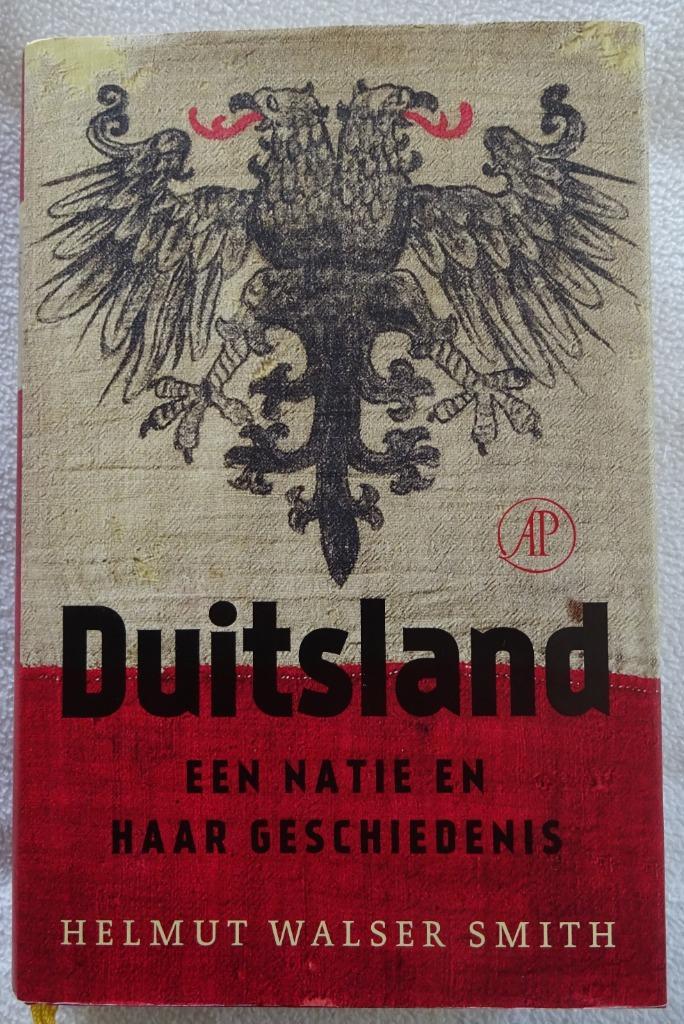 AP
Duitsland
EEN NATIE EN
HAAR GESCHIEDENIS
HELMUT WALSER SMITH